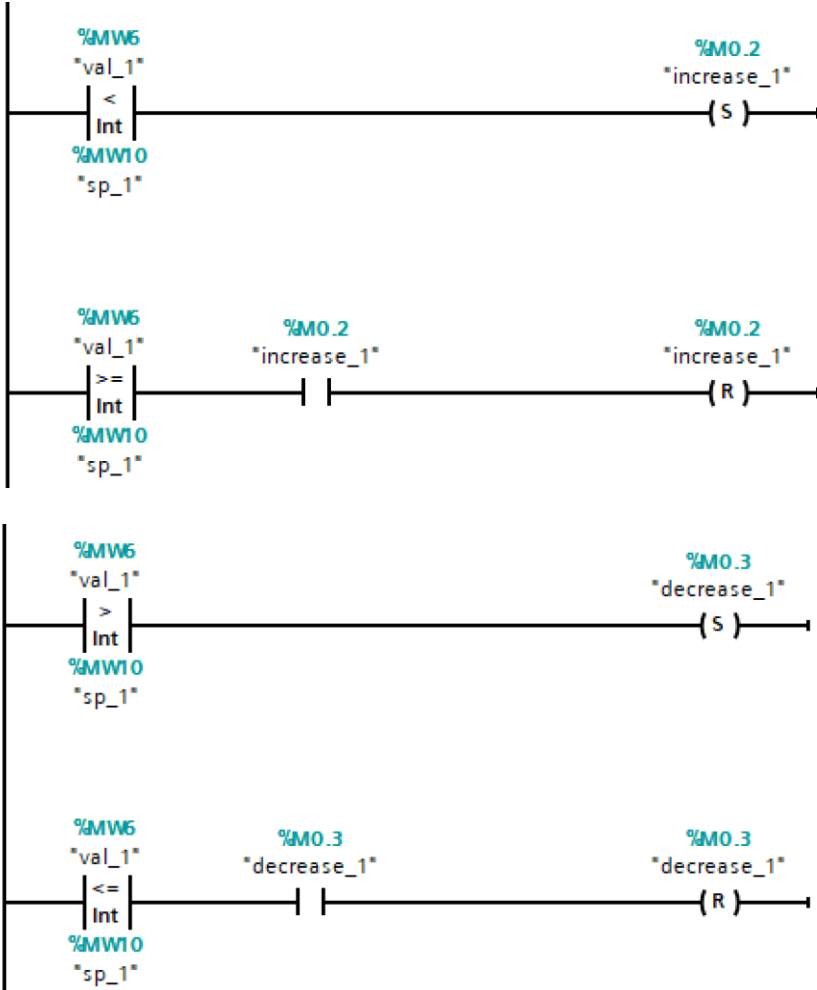 %MW6
"val_1"
%M0.2
"increase_1"
<
Int
S
%MW10
"sp_1"
%MW6
"val_1"
%M0.2
"increase_1"
%M0.2
"increase_1"
>=
Int
R
%MW10
"sp_1"
%MW6
"val_1"
%M0.3
"decrease_1"
>
Int
S
%MW10
"sp_1"
%MW6
"val_1"
%M0.3
"decrease_1"
%M0.3
"decrease_1"
<=
Int
R
%MW10
"sp_1"